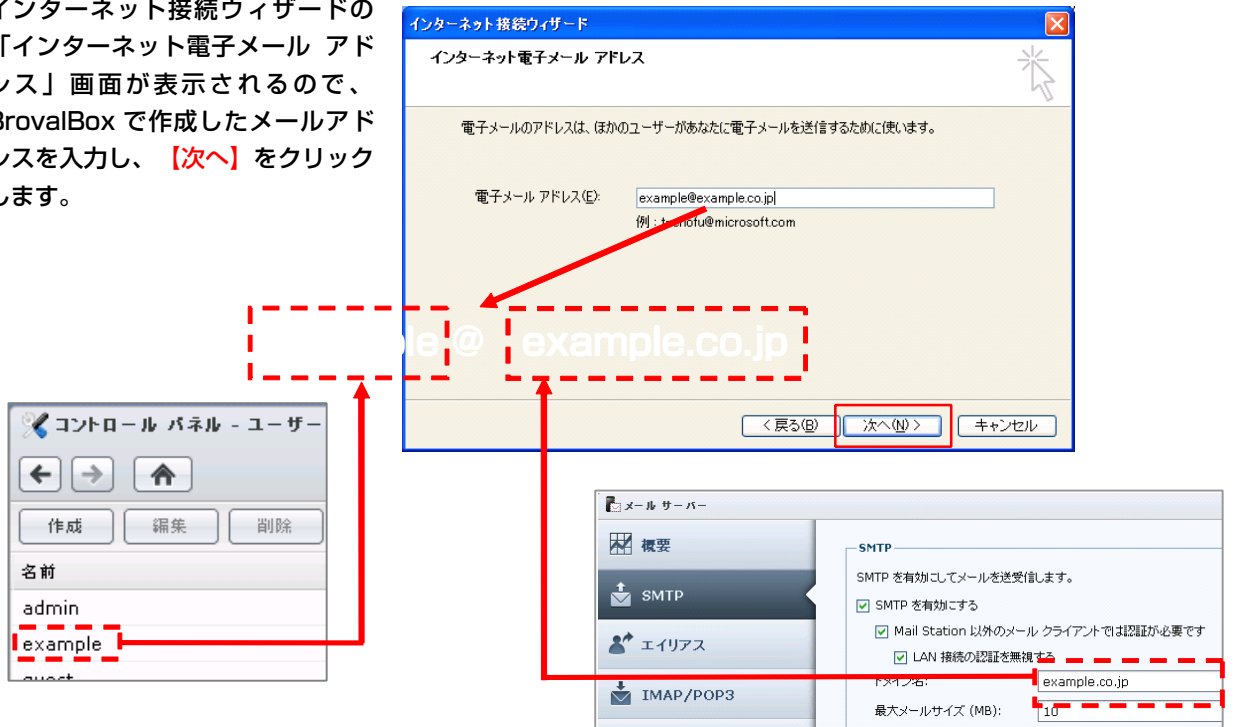 インターネット接続ウィザードの
「インターネット電子メール アド
レス」画面が表示されるので、
BrovalBox で作成したメールアド
レスを入力し、【次へ】をクリック
します。
インターネット接続ウィザード
インターネット電子メール アドレス
電子メールのアドレスは、ほかのユーザーがあなたに電子メールを送信するために使います。
電子メール アドレス(E):
example@example.co.jp
例 : @microsoft.com
le @ example.co.jp
< 戻る(B)
次へ(N) >
キャンセル
コントロール パネル - ユーザー
作成
編集
削除
名前
admin
example
メール サーバー
概要
SMTP
エイリアス
IMAP/POP3
SMTP
SMTP を有効にしてメールを送受信します。
SMTP を有効にする
Mail Station 以外のメール クライアントでは認証が必要です
LAN 接続の認証を無視する
ドメイン名:
example.co.jp
最大メールサイズ (MB):
10